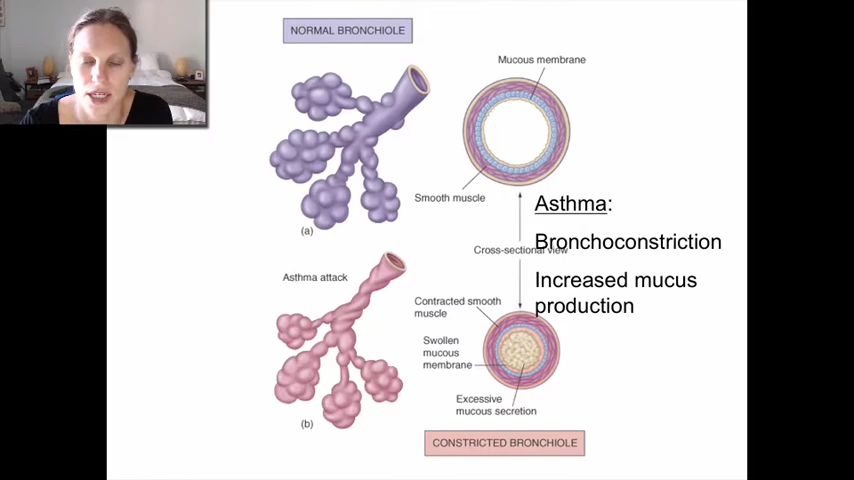 NORMAL BRONCHIOLE
Mucous membrane
Smooth muscle
(a)
Asthma:
Bronchoconstriction
Cross-sectional view
Increased mucus
production
Asthma attack
Contracted smooth
muscle
Swollen
mucous
membrane
Excessive
mucous secretion
(b)
CONSTRICTED BRONCHIOLE